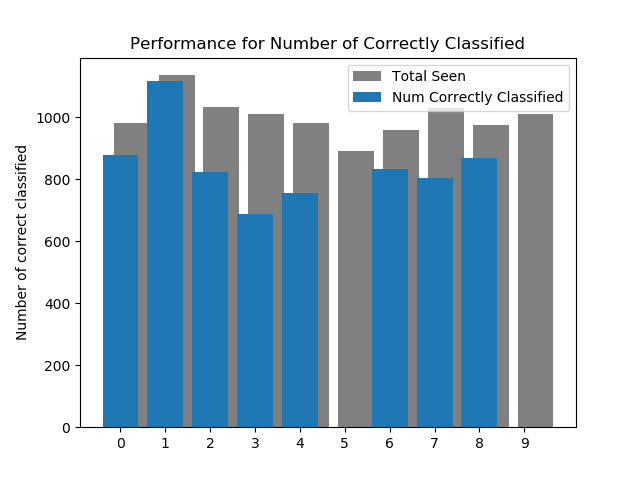 Performance for Number of Correctly Classified
Total Seen
Num Correctly Classified
Number of correct classified
1000
800
600
400
200
0
0 1 2 3 4 5 6 7 8 9